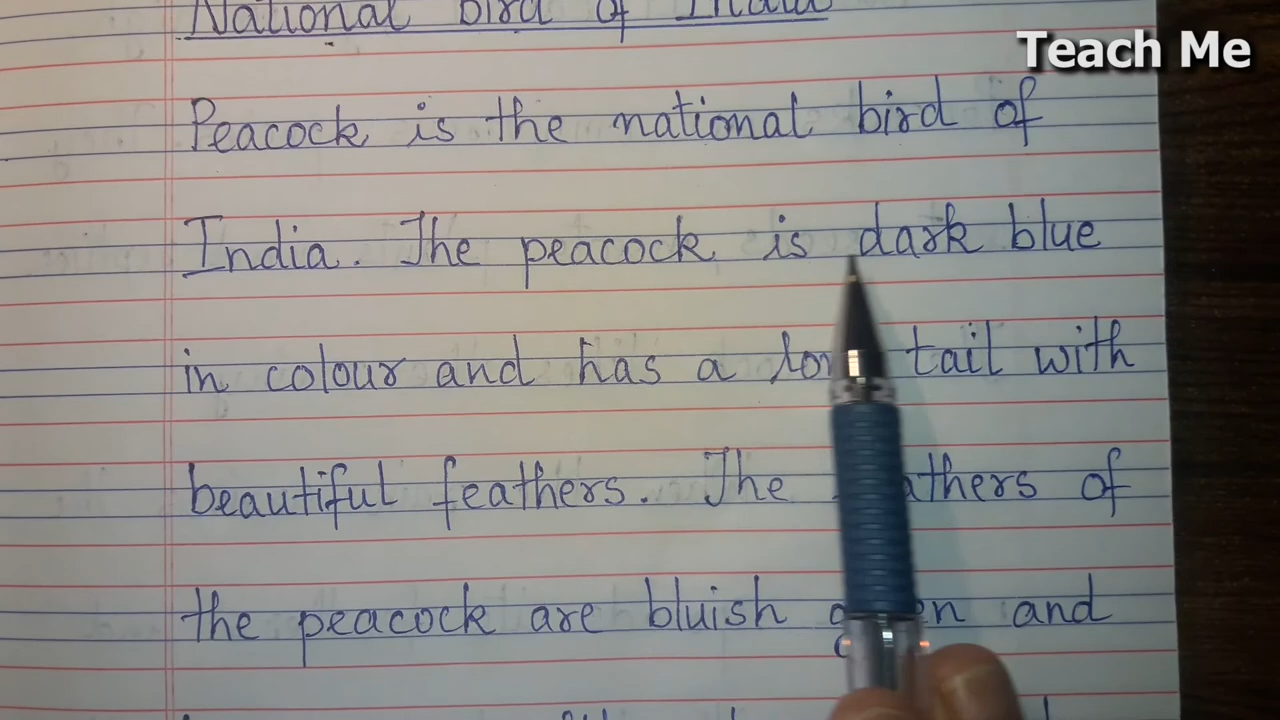 National bird of India
Teach Me
Peacock is the national bird of
India. The peacock is dark blue
in colour and has a tail with
beautiful feathers. The of
the peacock are bluish and